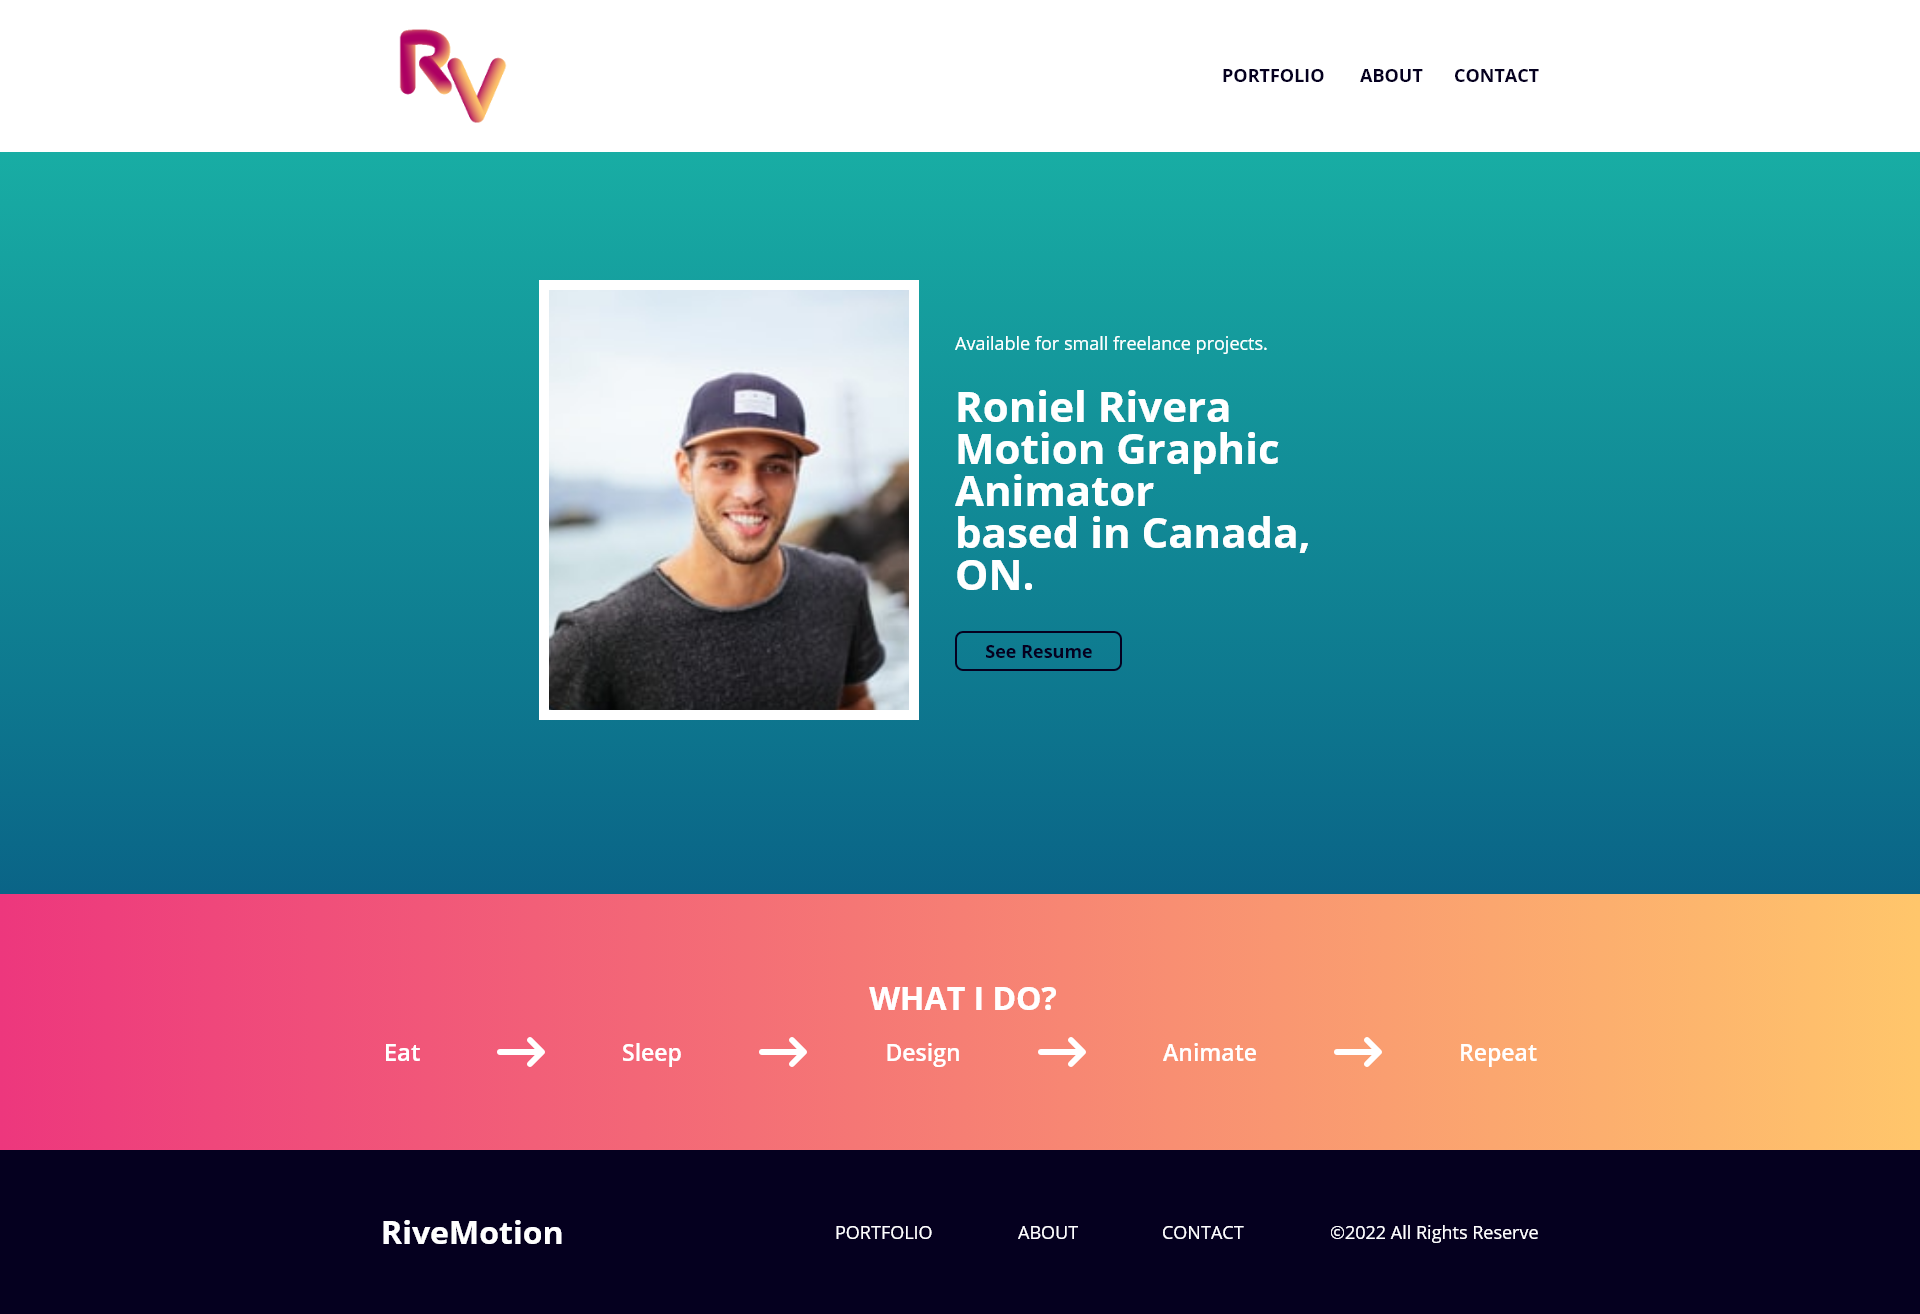 RV
PORTFOLIO ABOUT CONTACT
Available for small freelance projects.
Roniel Rivera
Motion Graphic
Animator
based in Canada,
ON.
See Resume
WHAT I DO?
Eat Sleep Design Animate Repeat
RiveMotion PORTFOLIO ABOUT CONTACT ©2022 All Rights Reserve